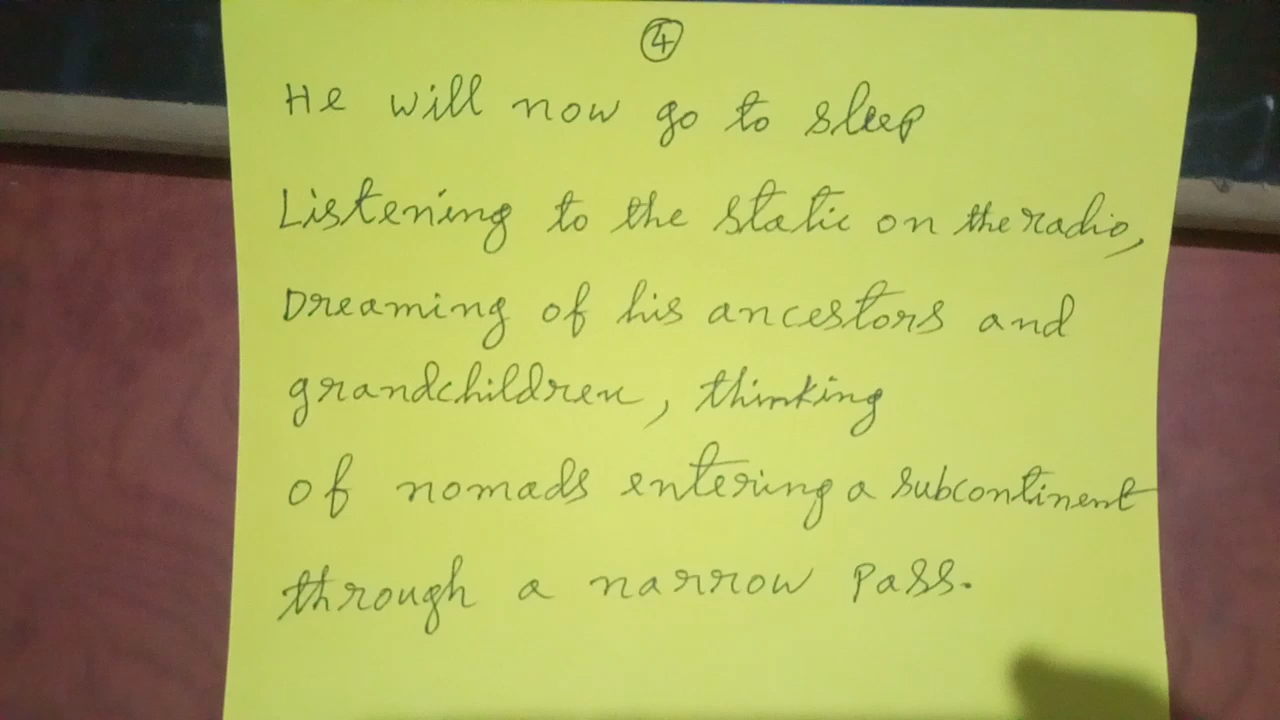 4
He will now go to sleep
Listening to the static on the radio,
Dreaming of his ancestors and
grandchildren, thinking
of nomads entering a subcontinent
through a narrow pass.